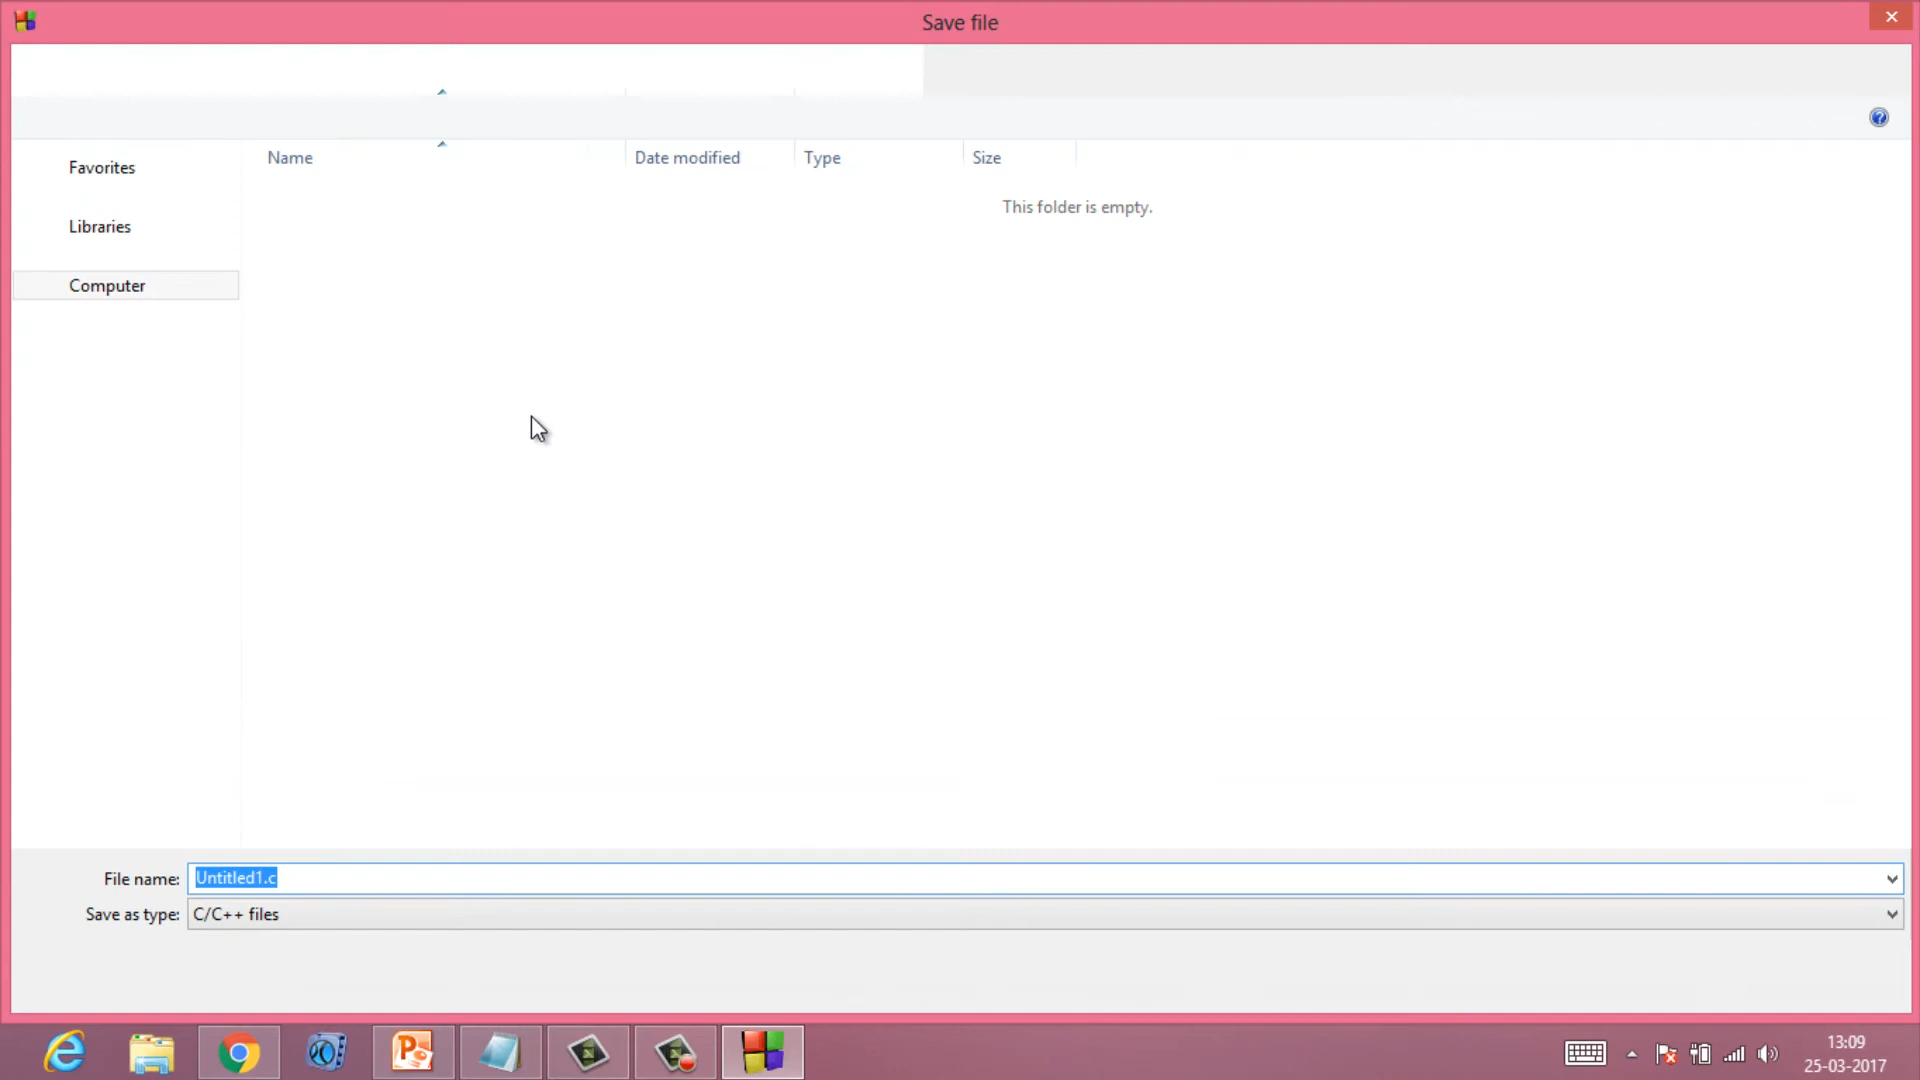 Save file
Name
Date modified
Type
Size
Favorites
Libraries
Computer
This folder is empty.
File name: Untitled1.c
Save as type: C/C++ files
13:09
25-03-2017